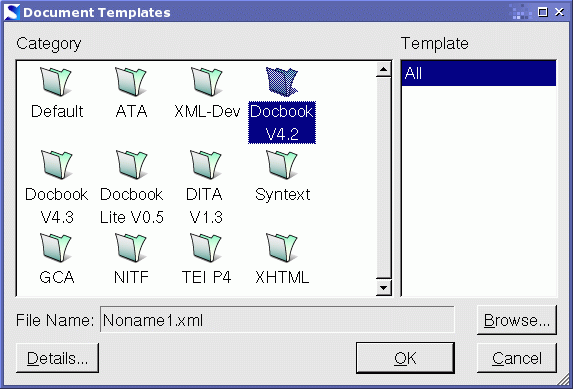 Document Templates
Category
Template
Default ATA XML-Dev Docbook
V4.2
All
Docbook Docbook DITA Syntext
V4.3 Lite V0.5 V1.3
GCA NITF TEI P4 XHTML
File Name: Noname1.xml Browse...
Details... OK Cancel